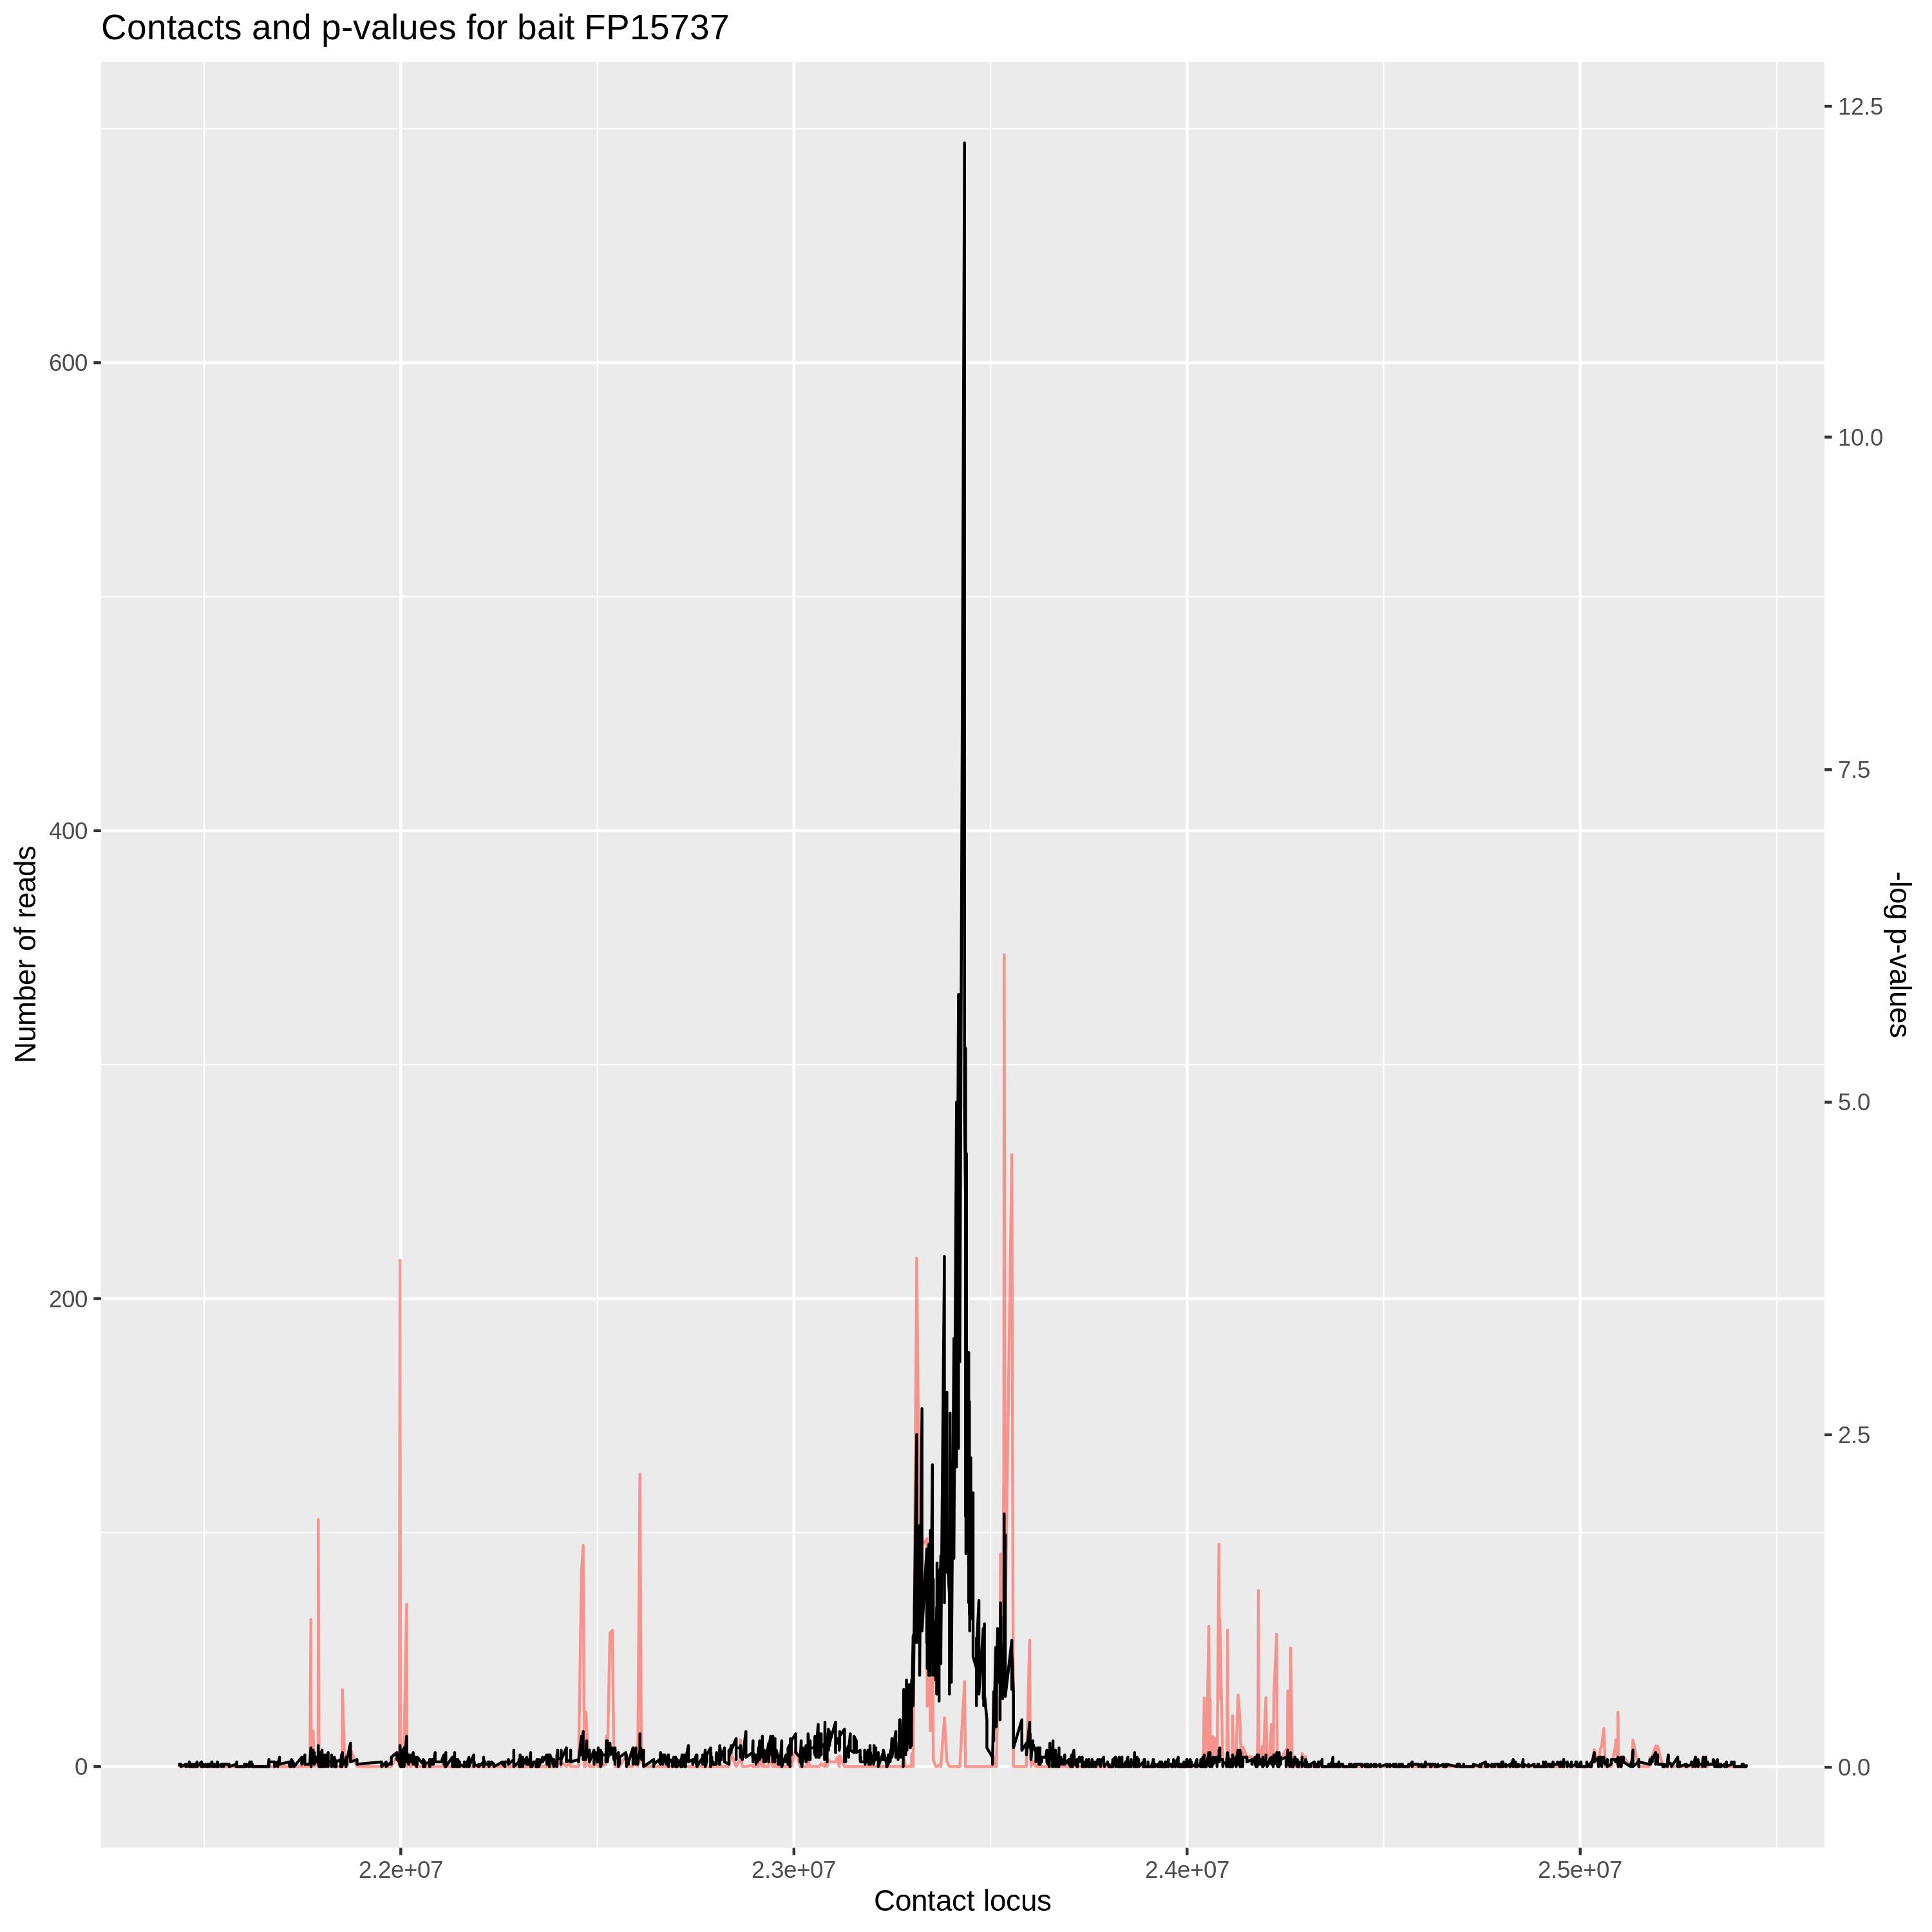 Contacts and p-values for bait FP15737
12.5
600
10.0
7.5
400
Number of reads
-log p-values
5.0
200
2.5
0
0.0
2.2e+07
2.3e+07
2.4e+07
2.5e+07
Contact locus